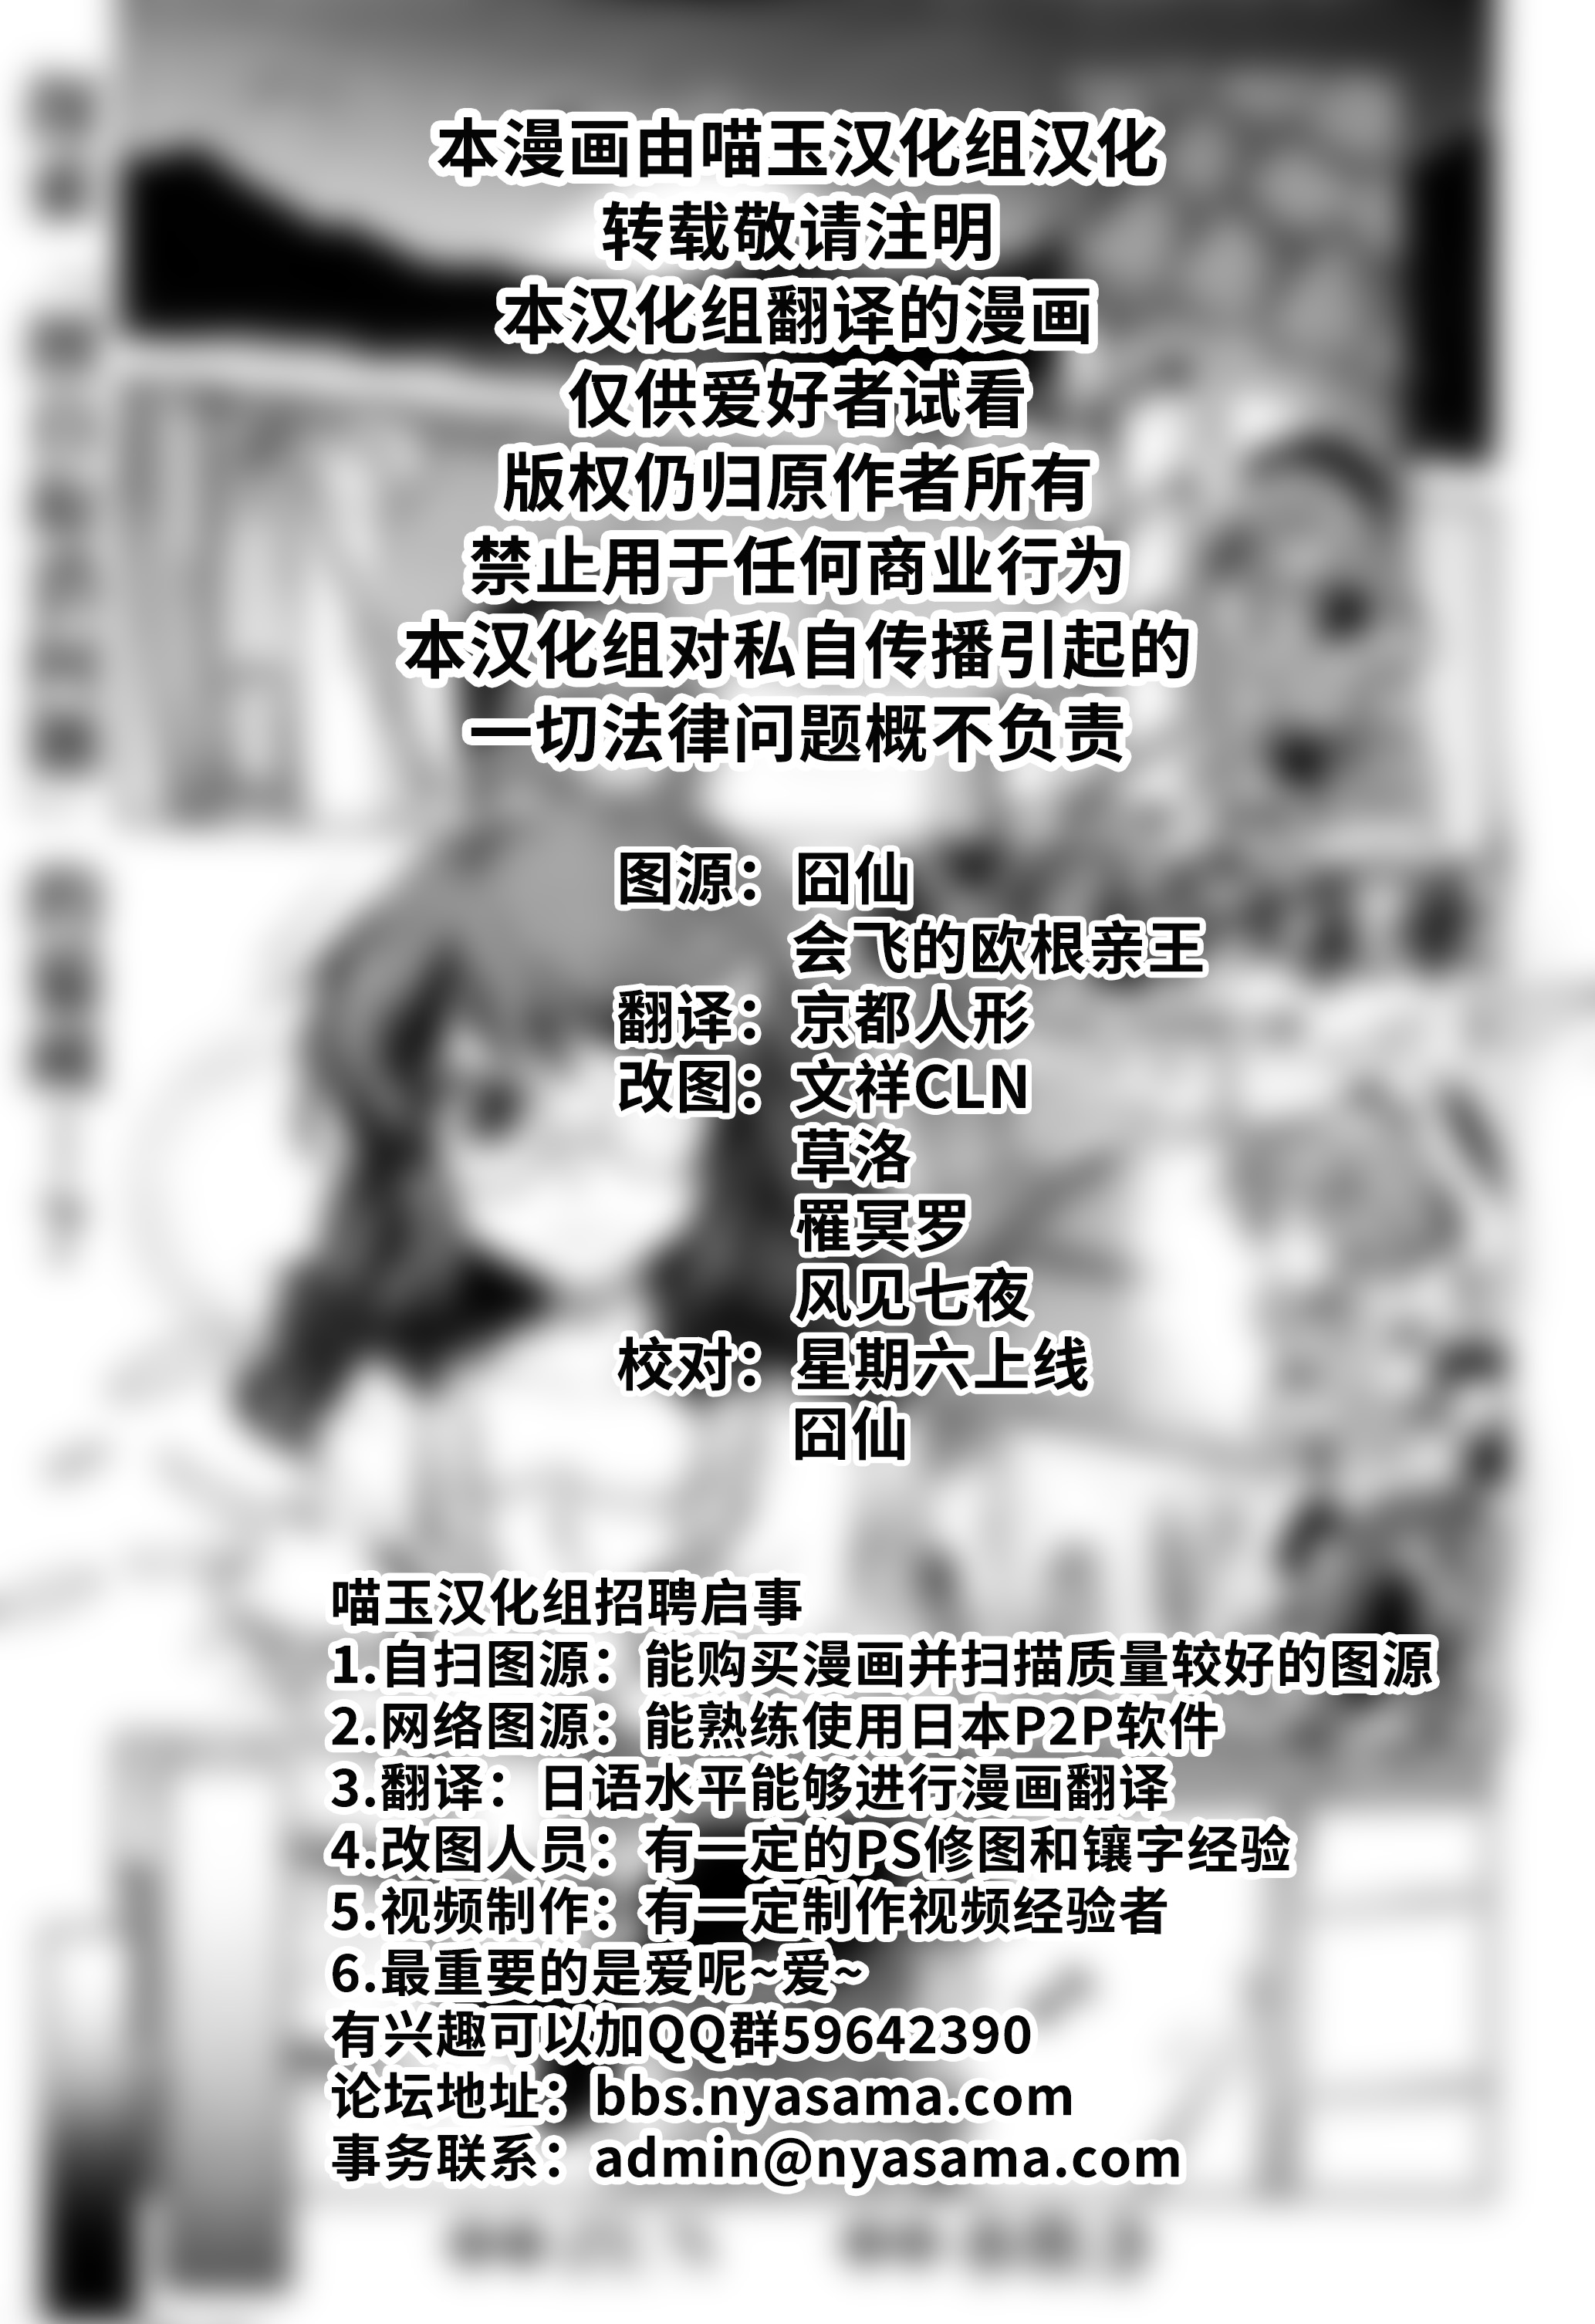 本漫画由喵玉汉化组汉化
转载敬请注明
本汉化组翻译的漫画
仅供爱好者试看
版权仍归原作者所有
禁止用于任何商业行为
本汉化组对私自传播引起的
一切法律问题概不负责
图源：囧仙
会飞的欧根亲王
翻译：京都人形
改图：文祥CLN
草洛
罹冥罗
风见七夜
校对：星期六上线
囧仙
喵玉汉化组招聘启事
1.自扫图源：能购买漫画并扫描质量较好的图源
2.网络图源：能熟练使用日本P2P软件
3.翻译：日语水平能够进行漫画翻译
4.改图人员：有一定的PS修图和镶字经验
5.视频制作：有一定制作视频经验者
6.最重要的是爱呢~爱~
有兴趣可以加QQ群59642390
论坛地址：bbs.nyasama.com
事务联系：admin@nyasama.com